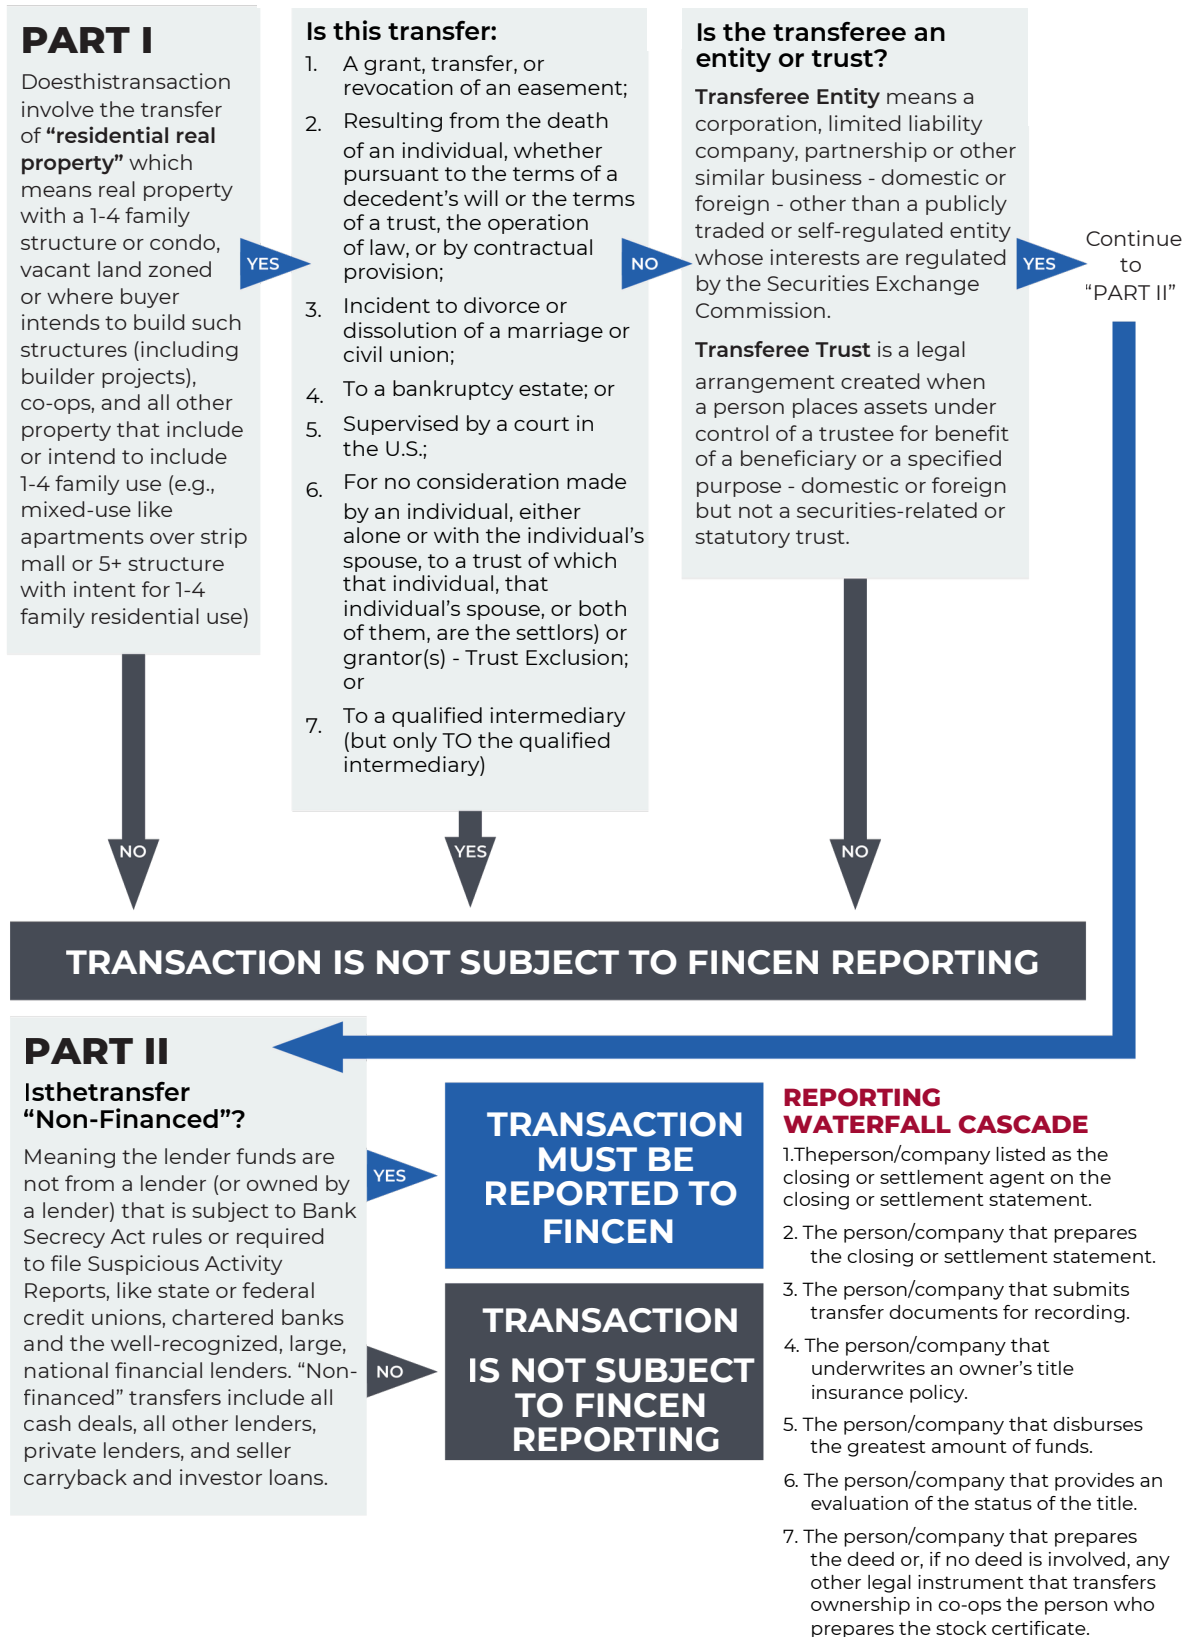 PART I
Doesthistransaction
involve the transfer
of “residential real
property” which
means real property
with a 1-4 family
structure or condo,
vacant land zoned
or where buyer
intends to build such
structures (including
builder projects),
co-ops, and all other
property that include
or intend to include
1-4 family use (e.g.,
mixed-use like
apartments over strip
mall or 5+ structure
with intent for 1-4
family residential use)
YES
NO
Is this transfer:
1. A grant, transfer, or
revocation of an easement;
2. Resulting from the death
of an individual, whether
pursuant to the terms of a
decedent’s will or the terms
of a trust, the operation
of law, or by contractual
provision;
3. Incident to divorce or
dissolution of a marriage or
civil union;
4. To a bankruptcy estate; or
5. Supervised by a court in
the U.S.;
6. For no consideration made
by an individual, either
alone or with the individual’s
spouse, to a trust of which
that individual, that
individual’s spouse, or both
of them, are the settlors) or
grantor(s) - Trust Exclusion;
or
7. To a qualified intermediary
(but only TO the qualified
intermediary)
NO
YES
Is the transferee an
entity or trust?
Transferee Entity means a
corporation, limited liability
company, partnership or other
similar business - domestic or
foreign - other than a publicly
traded or self-regulated entity
whose interests are regulated
by the Securities Exchange
Commission.
Transferee Trust is a legal
arrangement created when
a person places assets under
control of a trustee for benefit
of a beneficiary or a specified
purpose - domestic or foreign
but not a securities-related or
statutory trust.
YES
NO
Continue
to
“PART II”
TRANSACTION IS NOT SUBJECT TO FINCEN REPORTING
PART II
Isthetransfer
“Non-Financed”?
Meaning the lender funds are
not from a lender (or owned by
a lender) that is subject to Bank
Secrecy Act rules or required
to file Suspicious Activity
Reports, like state or federal
credit unions, chartered banks
and the well-recognized, large,
national financial lenders. “Non-
financed” transfers include all
cash deals, all other lenders,
private lenders, and seller
carryback and investor loans.
YES
NO
TRANSACTION
MUST BE
REPORTED TO
FINCEN
TRANSACTION
IS NOT SUBJECT
TO FINCEN
REPORTING
REPORTING
WATERFALL CASCADE
1.Theperson/company listed as the
closing or settlement agent on the
closing or settlement statement.
2. The person/company that prepares
the closing or settlement statement.
3. The person/company that submits
transfer documents for recording.
4. The person/company that
underwrites an owner’s title
insurance policy.
5. The person/company that disburses
the greatest amount of funds.
6. The person/company that provides an
evaluation of the status of the title.
7. The person/company that prepares
the deed or, if no deed is involved, any
other legal instrument that transfers
ownership in co-ops the person who
prepares the stock certificate.